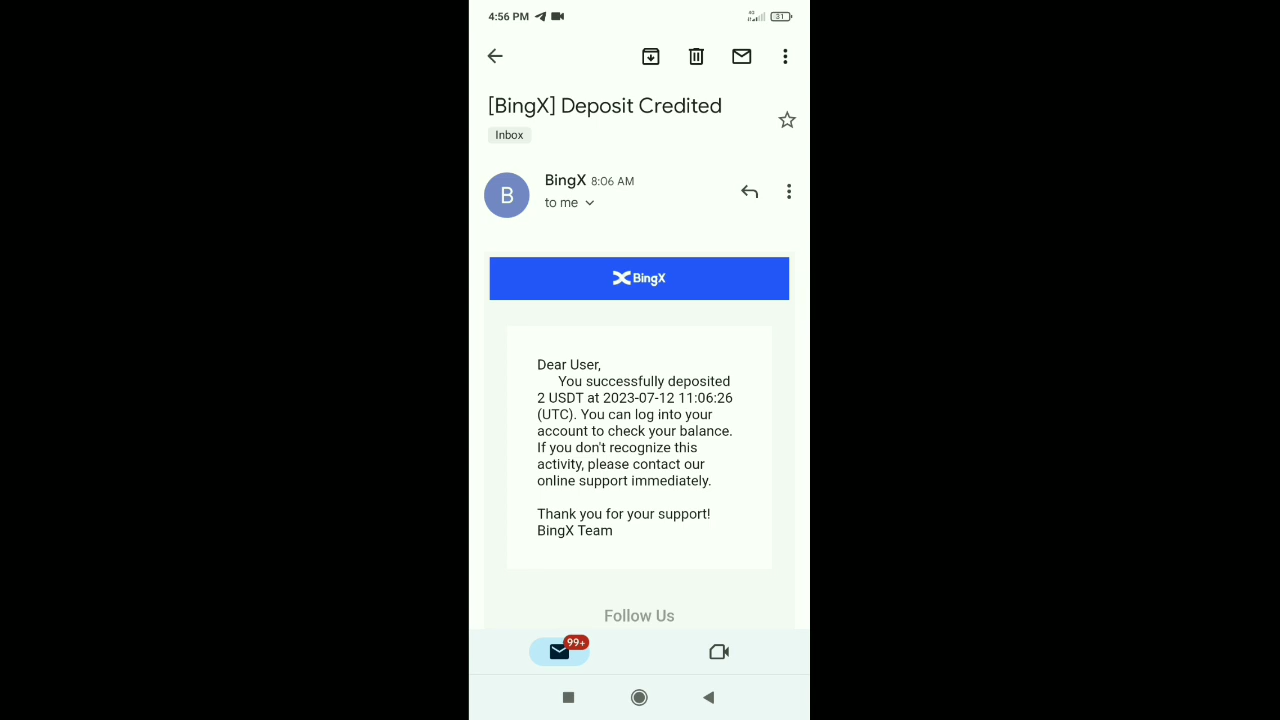 4:56 PM
4G
31
[BingX] Deposit Credited
Inbox
B
BingX 8:06 AM
to me
BingX
Dear User,
You successfully deposited
2 USDT at 2023-07-12 11:06:26
(UTC). You can log into your
account to check your balance.
If you don't recognize this
activity, please contact our
online support immediately.
Thank you for your support!
BingX Team
Follow Us
99+